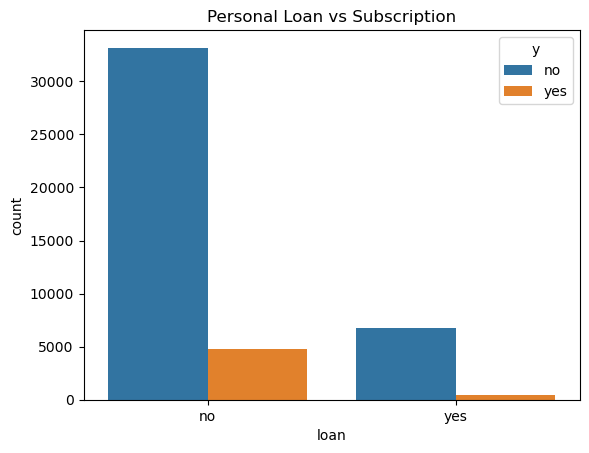 Personal Loan vs Subscription
y
no
yes
count
30000
25000
20000
15000
10000
5000
0
no yes
loan